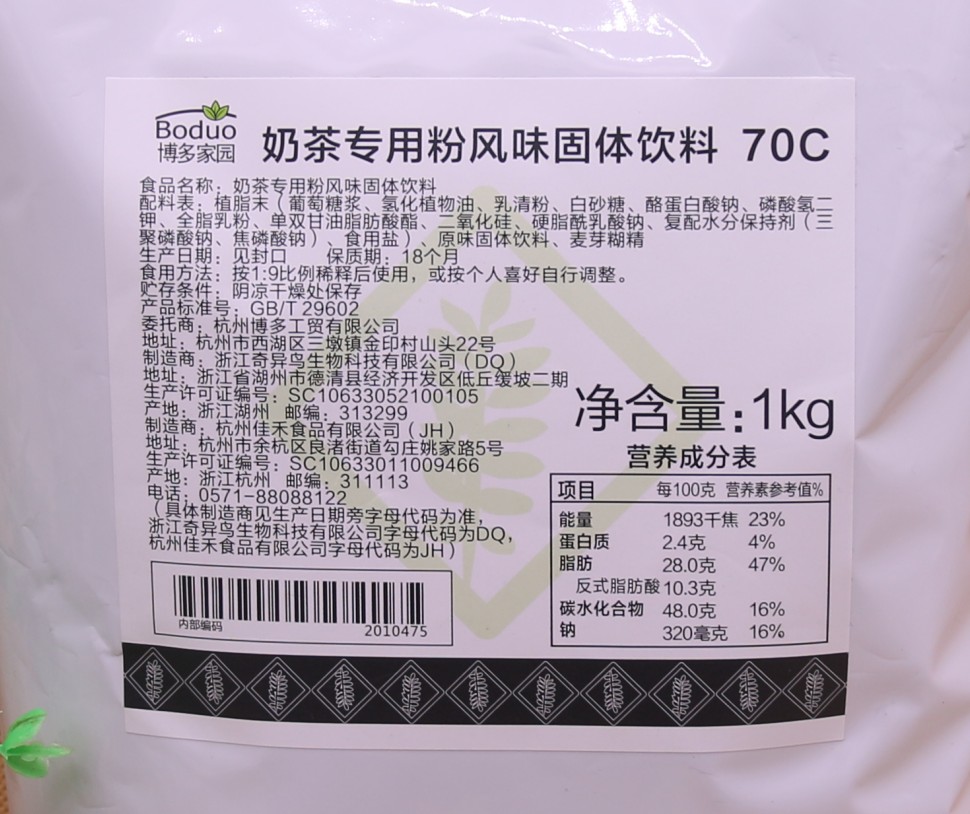 Boduo
博多家园
奶茶专用粉风味固体饮料 70C
食品名称：奶茶专用粉风味固体饮料
配料表：植脂末（葡萄糖浆、氢化植物油、乳清粉、白砂糖、酪蛋白酸钠、磷酸氢二
钾、全脂乳粉、单双甘油脂肪酸酯、二氧化硅、硬脂酰乳酸钠、复配水分保持剂（三
聚磷酸钠、焦磷酸钠）、食用盐）、原味固体饮料、麦芽糊精
生产日期：见封口 保质期：18个月
食用方法：按1:9比例稀释后使用，或按个人喜好自行调整。
贮存条件：阴凉干燥处保存
产品标准号：GB/T 29602
委托商：杭州博多工贸有限公司
地址：杭州市西湖区三墩镇金印村山头22号
制造商：浙江奇异鸟生物科技有限公司（DQ）
地址：浙江省湖州市德清县经济开发区低丘缓坡二期
生产许可证编号：SC10633052100105
产地：浙江湖州 邮编：313299
制造商：杭州佳禾食品有限公司（JH）
地址：杭州市余杭区良渚街道勾庄姚家路5号
生产许可证编号：SC10633011009466
产地：浙江杭州 邮编：311113
电话：0571-88088122
（具体制造商见生产日期旁字母代码为准，
浙江奇异鸟生物科技有限公司字母代码为DQ，
杭州佳禾食品有限公司字母代码为JH）
内部编码 2010475
净含量：1kg
营养成分表
项目 每100克 营养素参考值%
能量 1893千焦 23%
蛋白质 2.4克 4%
脂肪 28.0克 47%
反式脂肪酸 10.3克
碳水化合物 48.0克 16%
钠 320毫克 16%